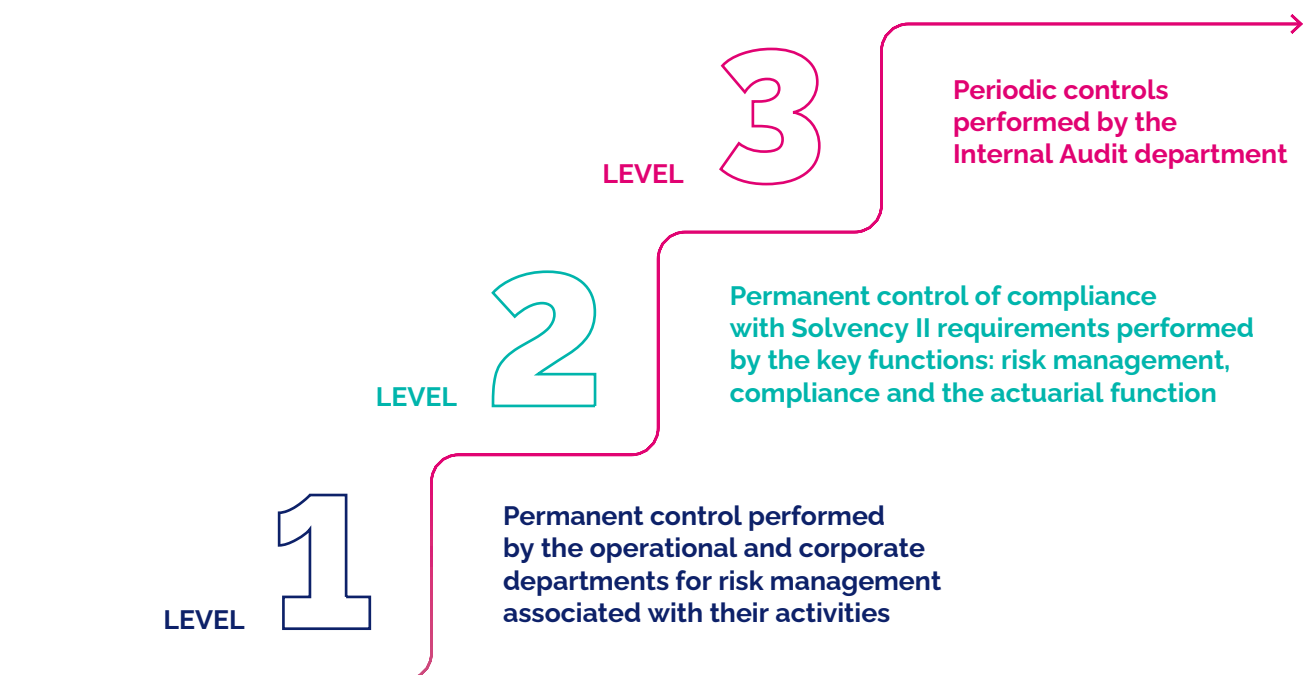 3
LEVEL
Periodic controls
performed by the
Internal Audit department
2
LEVEL
Permanent control of compliance
with Solvency II requirements performed
by the key functions: risk management,
compliance and the actuarial function
1
LEVEL
Permanent control performed
by the operational and corporate
departments for risk management
associated with their activities